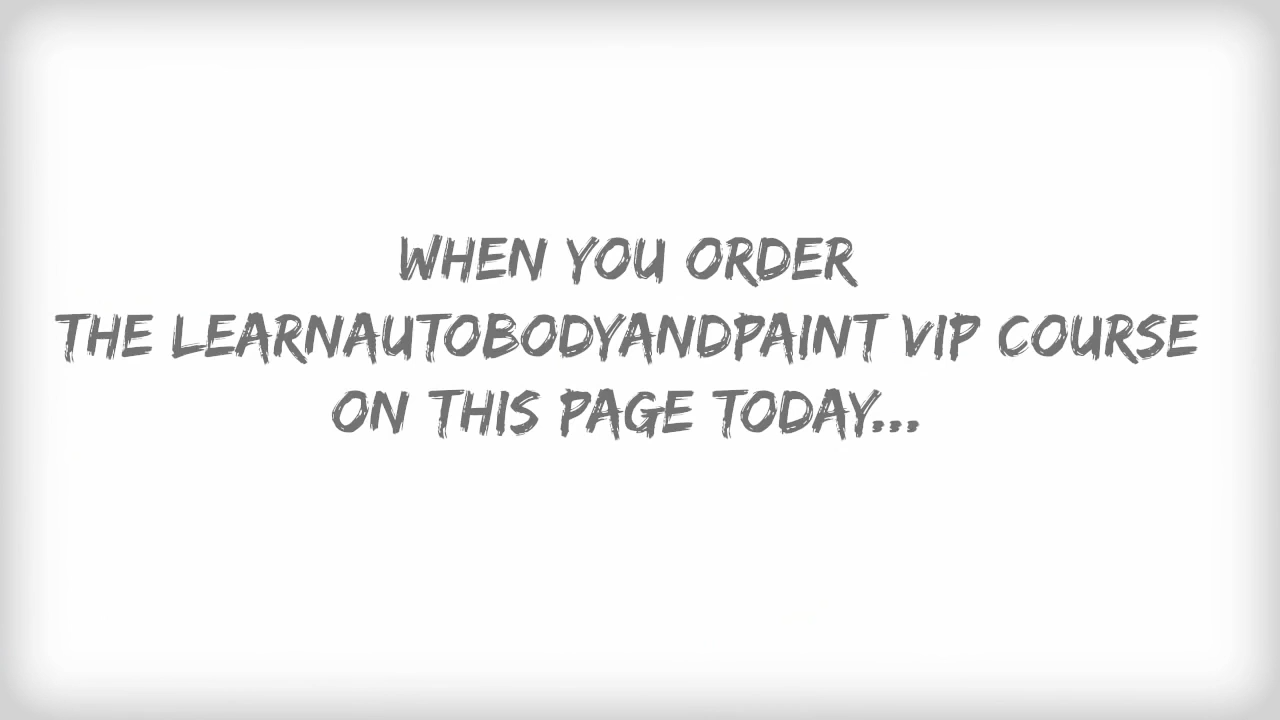 WHEN YOU ORDER
THE LEARNAUTOBODYANDPAINT VIP COURSE
ON THIS PAGE TODAY...